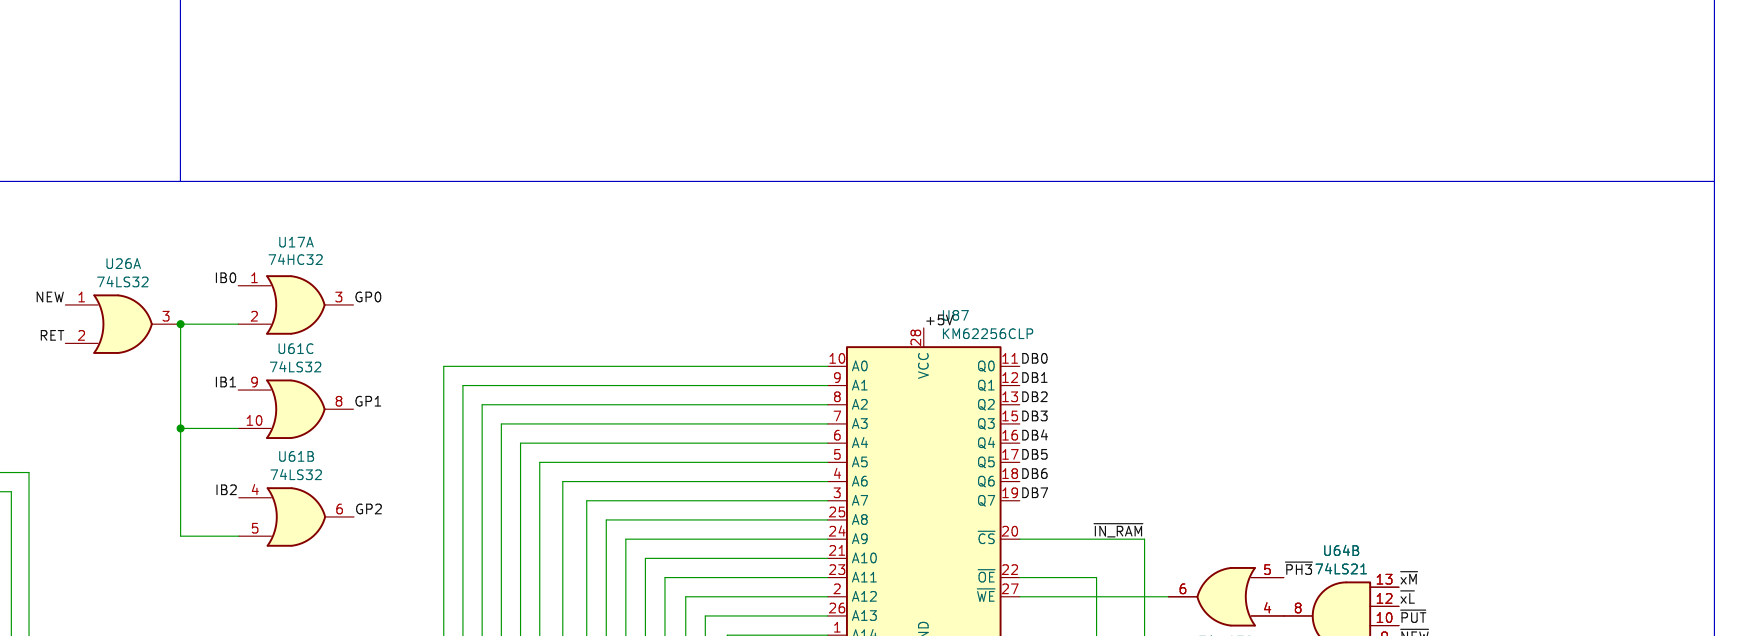 U17A
74HC32
U26A
74LS32
IB0 1
NEW 1
3 GP0
3
2
RET 2
U61C
74LS32
IB1 9
8 GP1
10
U61B
74LS32
IB2 4
6 GP2
5
+5V
U87
KM62256CLP
28
VCC
10 A0
9 A1
8 A2
7 A3
6 A4
5 A5
4 A6
3 A7
25 A8
24 A9
21 A10
23 A11
2 A12
26 A13
1 A14
Q0 11 DB0
Q1 12 DB1
Q2 13 DB2
Q3 15 DB3
Q4 16 DB4
Q5 17 DB5
Q6 18 DB6
Q7 19 DB7
CS 20 IN_RAM
OE 22
WE 27
ND
U64B
74LS21
5 PH3
6
4 8
13 xM
12 xL
10 PUT
9 NEW